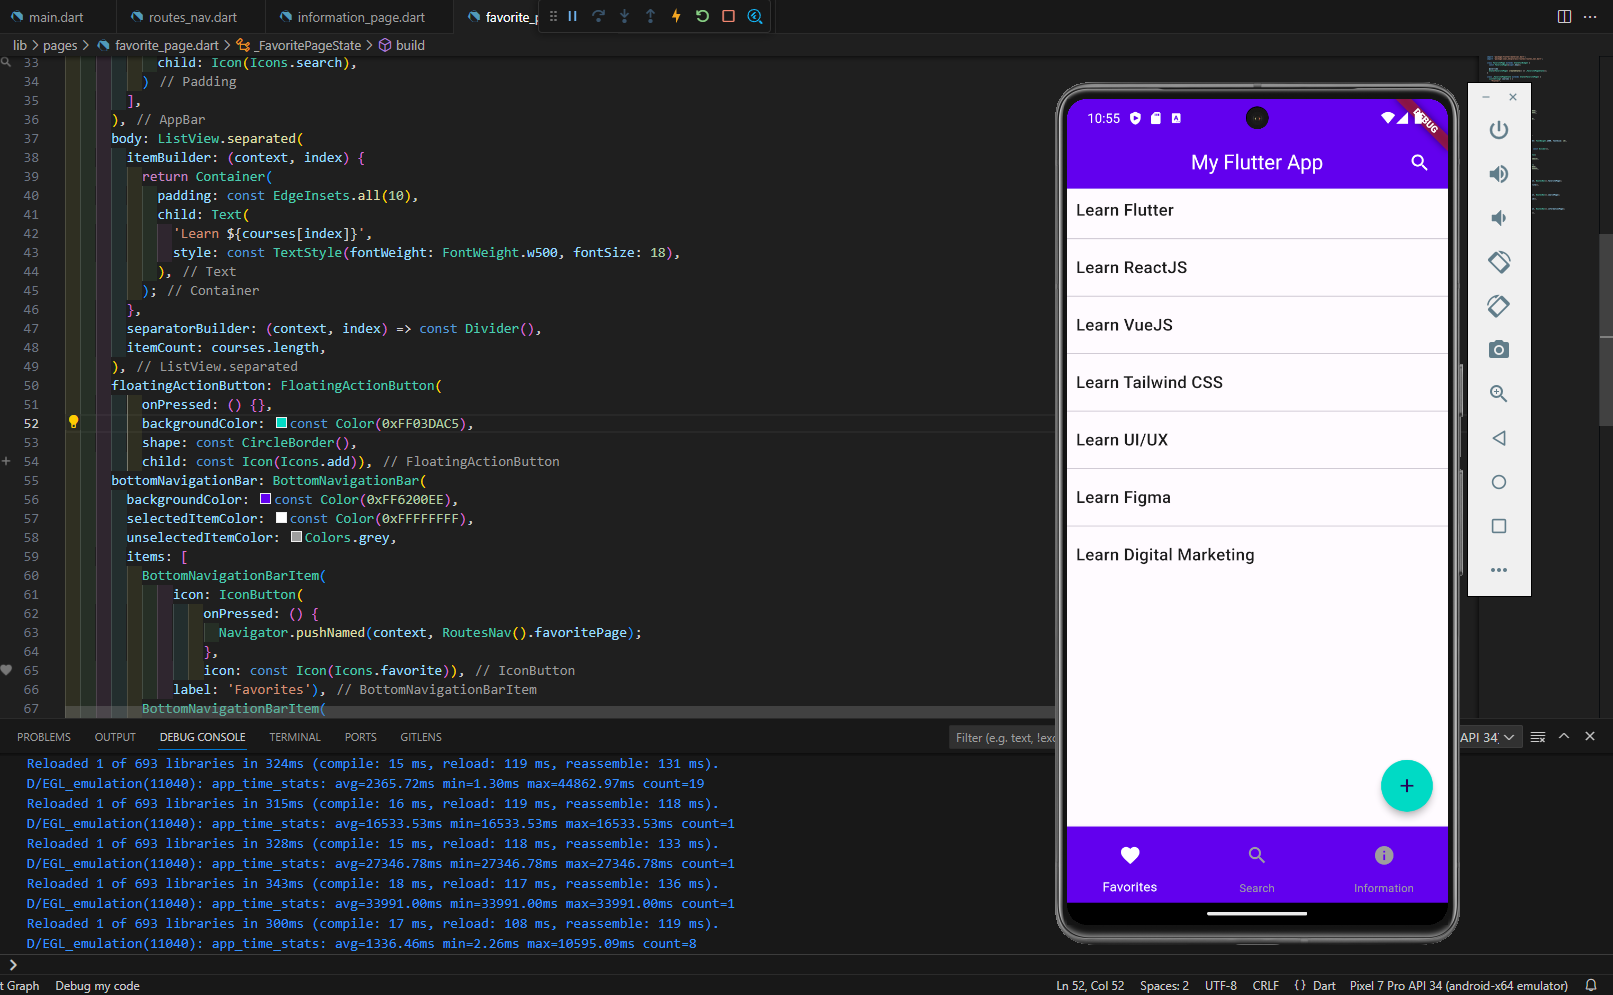 main.dart
routes_nav.dart
information_page.dart
favorite_p
lib > pages > favorite_page.dart > _FavoritePageState > build
33 child: Icon(Icons.search),
34 ) // Padding
35 ],
36 ), // AppBar
37 body: ListView.separated(
38 itemBuilder: (context, index) {
39 return Container(
40 padding: const EdgeInsets.all(10),
41 child: Text(
42 'Learn ${courses[index]}',
43 style: const TextStyle(fontWeight: FontWeight.w500, fontSize: 18),
44 ), // Text
45 ); // Container
46 },
47 separatorBuilder: (context, index) => const Divider(),
48 itemCount: courses.length,
49 ), // ListView.separated
50 floatingActionButton: FloatingActionButton(
51 onPressed: () {},
52 backgroundColor: const Color(0xFF03DAC5),
53 shape: const CircleBorder(),
54 child: const Icon(Icons.add)), // FloatingActionButton
55 bottomNavigationBar: BottomNavigationBar(
56 backgroundColor: const Color(0xFF6200EE),
57 selectedItemColor: const Color(0xFFFFFFFF),
58 unselectedItemColor: Colors.grey,
59 items: [
60 BottomNavigationBarItem(
61 icon: IconButton(
62 onPressed: () {
63 Navigator.pushNamed(context, RoutesNav().favoritePage);
64 },
65 icon: const Icon(Icons.favorite)), // IconButton
66 label: 'Favorites'), // BottomNavigationBarItem
67 BottomNavigationBarItem(
10:55
DEBUG
My Flutter App
Learn Flutter
Learn ReactJS
Learn VueJS
Learn Tailwind CSS
Learn UI/UX
Learn Figma
Learn Digital Marketing
Favorites
Search
Information
PROBLEMS OUTPUT DEBUG CONSOLE TERMINAL PORTS GITLENS
Filter (e.g. text, !exc
API 34)
Reloaded 1 of 693 libraries in 324ms (compile: 15 ms, reload: 119 ms, reassemble: 131 ms).
D/EGL_emulation(11040): app_time_stats: avg=2365.72ms min=1.30ms max=44862.97ms count=19
Reloaded 1 of 693 libraries in 315ms (compile: 16 ms, reload: 119 ms, reassemble: 118 ms).
D/EGL_emulation(11040): app_time_stats: avg=16533.53ms min=16533.53ms max=16533.53ms count=1
Reloaded 1 of 693 libraries in 328ms (compile: 15 ms, reload: 118 ms, reassemble: 133 ms).
D/EGL_emulation(11040): app_time_stats: avg=27346.78ms min=27346.78ms max=27346.78ms count=1
Reloaded 1 of 693 libraries in 343ms (compile: 18 ms, reload: 117 ms, reassemble: 136 ms).
D/EGL_emulation(11040): app_time_stats: avg=33991.00ms min=33991.00ms max=33991.00ms count=1
Reloaded 1 of 693 libraries in 300ms (compile: 17 ms, reload: 108 ms, reassemble: 119 ms).
D/EGL_emulation(11040): app_time_stats: avg=1336.46ms min=2.26ms max=10595.09ms count=8
t Graph Debug my code
Ln 52, Col 52 Spaces: 2 UTF-8 CRLF {} Dart Pixel 7 Pro API 34 (android-x64 emulator)